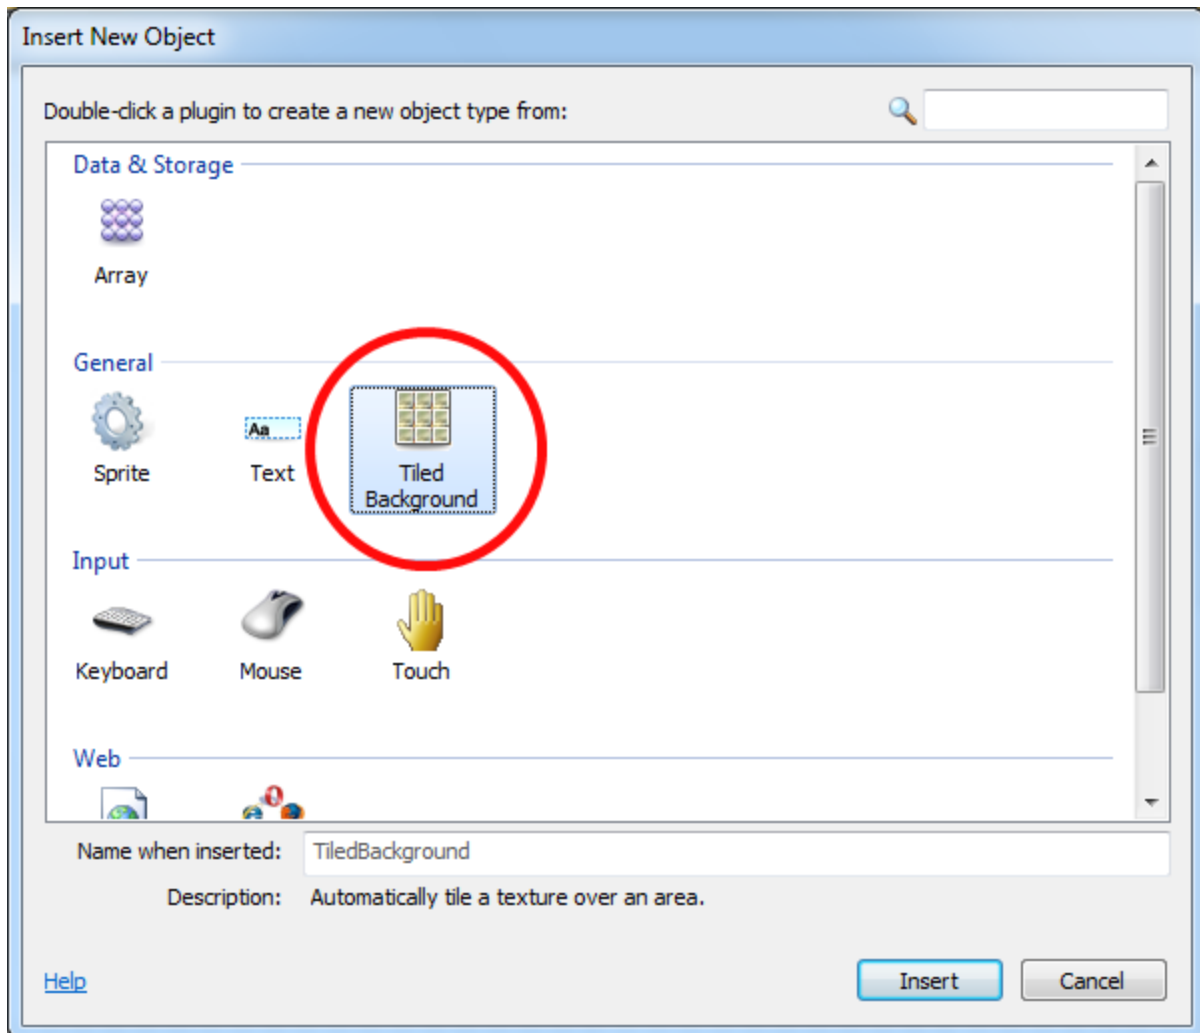 Insert New Object
Double-click a plugin to create a new object type from:
Data & Storage
Array
General
Sprite
Text
Tiled
Background
Aa
Input
Keyboard
Mouse
Touch
Web
Name when inserted:
TiledBackground
Description:
Automatically tile a texture over an area.
Help
Insert
Cancel